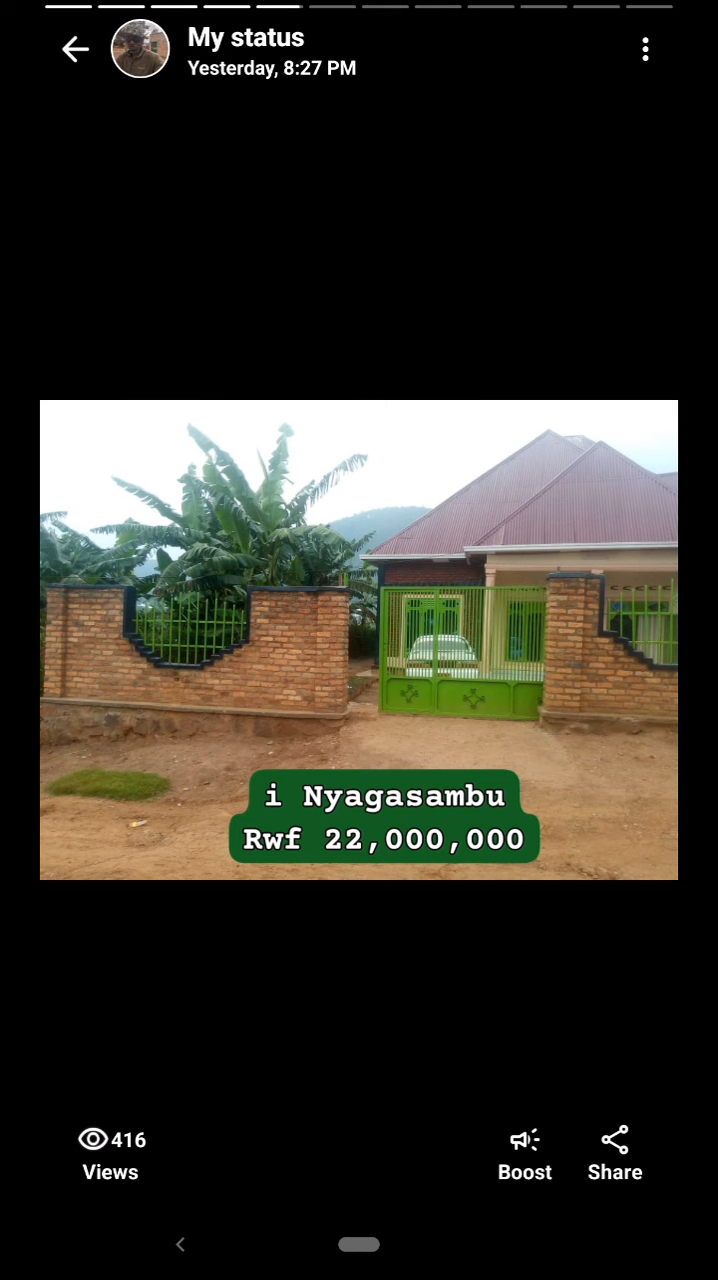 My status
Yesterday, 8:27 PM
i Nyagasambu
Rwf 22,000,000
416
Views
Boost
Share